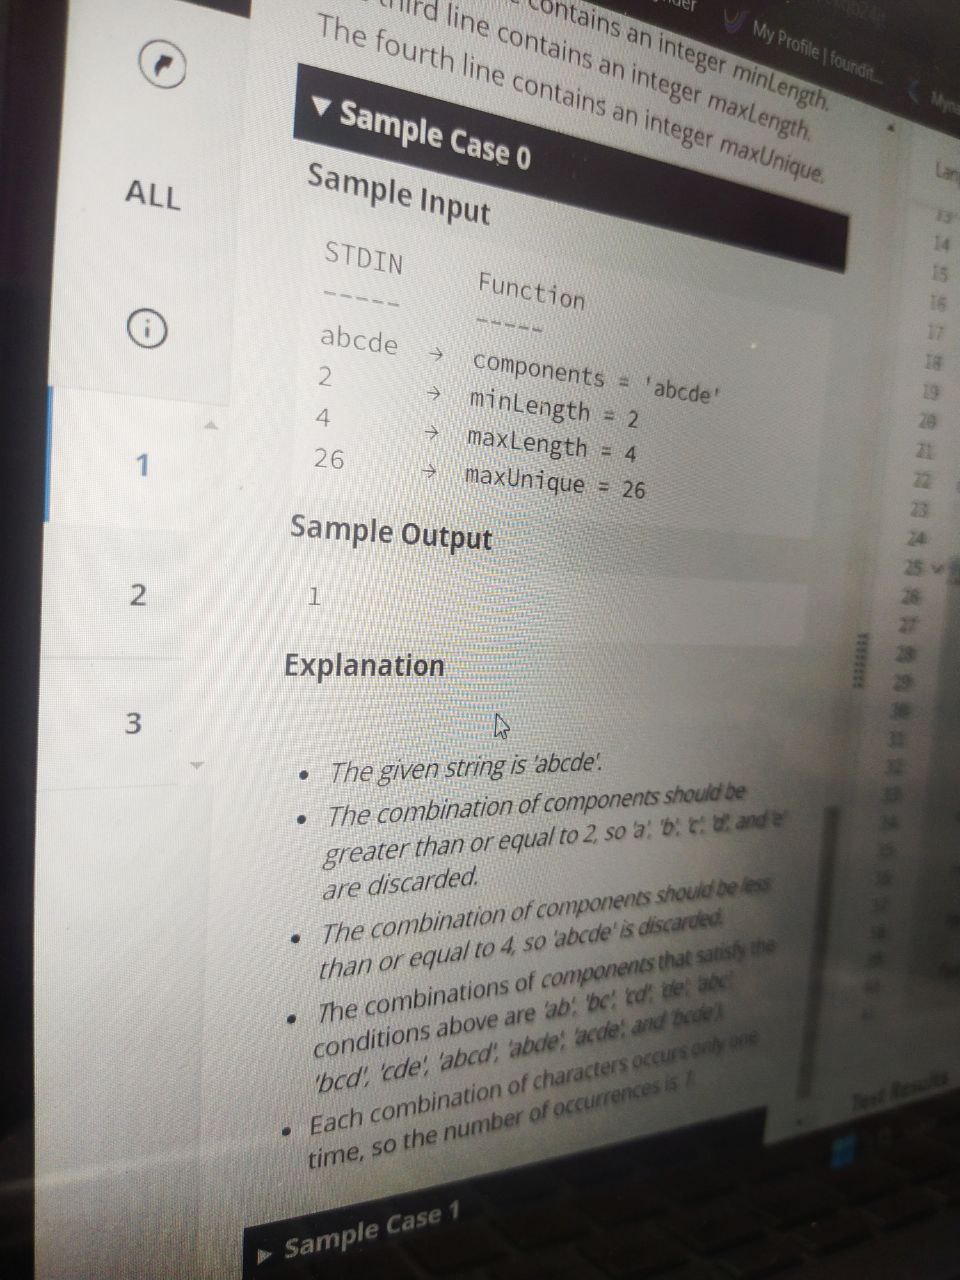 contains an integer minLength.
third line contains an integer maxLength.
The fourth line contains an integer maxUnique.
My Profile | foundit...
▼ Sample Case 0
Sample Input
STDIN Function
----- -----
abcde → components = 'abcde'
2 → minLength = 2
4 → maxLength = 4
26 → maxUnique = 26
Sample Output
1
Explanation
• The given string is 'abcde'.
• The combination of components should be
greater than or equal to 2, so 'a', 'b', 'c', 'd', and 'e'
are discarded.
• The combination of components should be less
than or equal to 4, so 'abcde' is discarded.
• The combinations of components that satisfy the
conditions above are 'ab', 'bc', 'cd', 'de', 'abc'
'bcd', 'cde', 'abcd', 'abde', 'acde', and 'bcde').
• Each combination of characters occurs only one
time, so the number of occurrences is 1.
▶ Sample Case 1
ALL
1
2
3
14
15
16
17
18
19
20
21
22
23
24
25
26
27
28
29
Test Results